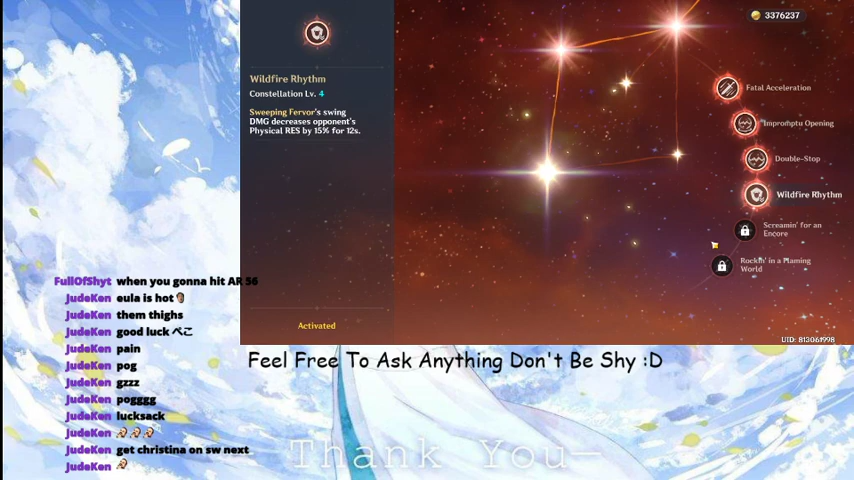 3376237
Wildfire Rhythm
Constellation Lv. 4
Sweeping Fervor's swing
DMG decreases opponent's
Physical RES by 15% for 12s.
Activated
Fatal Acceleration
Impromptu Opening
Double-Stop
Wildfire Rhythm
Screamin' for an
Encore
Rockin' in a Flaming
World
UID: 813061998
FullOfShyt when you gonna hit AR 56
JudeKen eula is hot
JudeKen them thighs
JudeKen good luck ぺこ
JudeKen pain
JudeKen pog
JudeKen gzzz
JudeKen pogggg
JudeKen lucksack
JudeKen
JudeKen get christina on sw next
JudeKen
Feel Free To Ask Anything Don't Be Shy :D
Thank You—